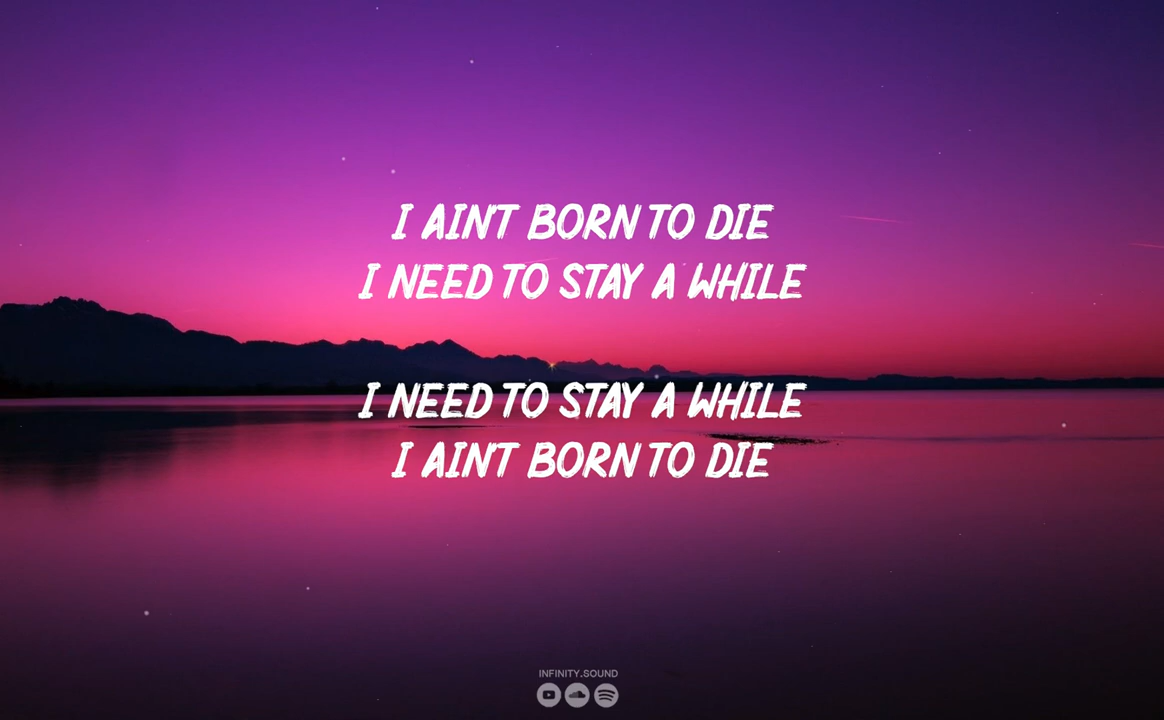 I AINT BORN TO DIE
I NEED TO STAY A WHILE
I NEED TO STAY A WHILE
I AINT BORN TO DIE
INFINITY.SOUND